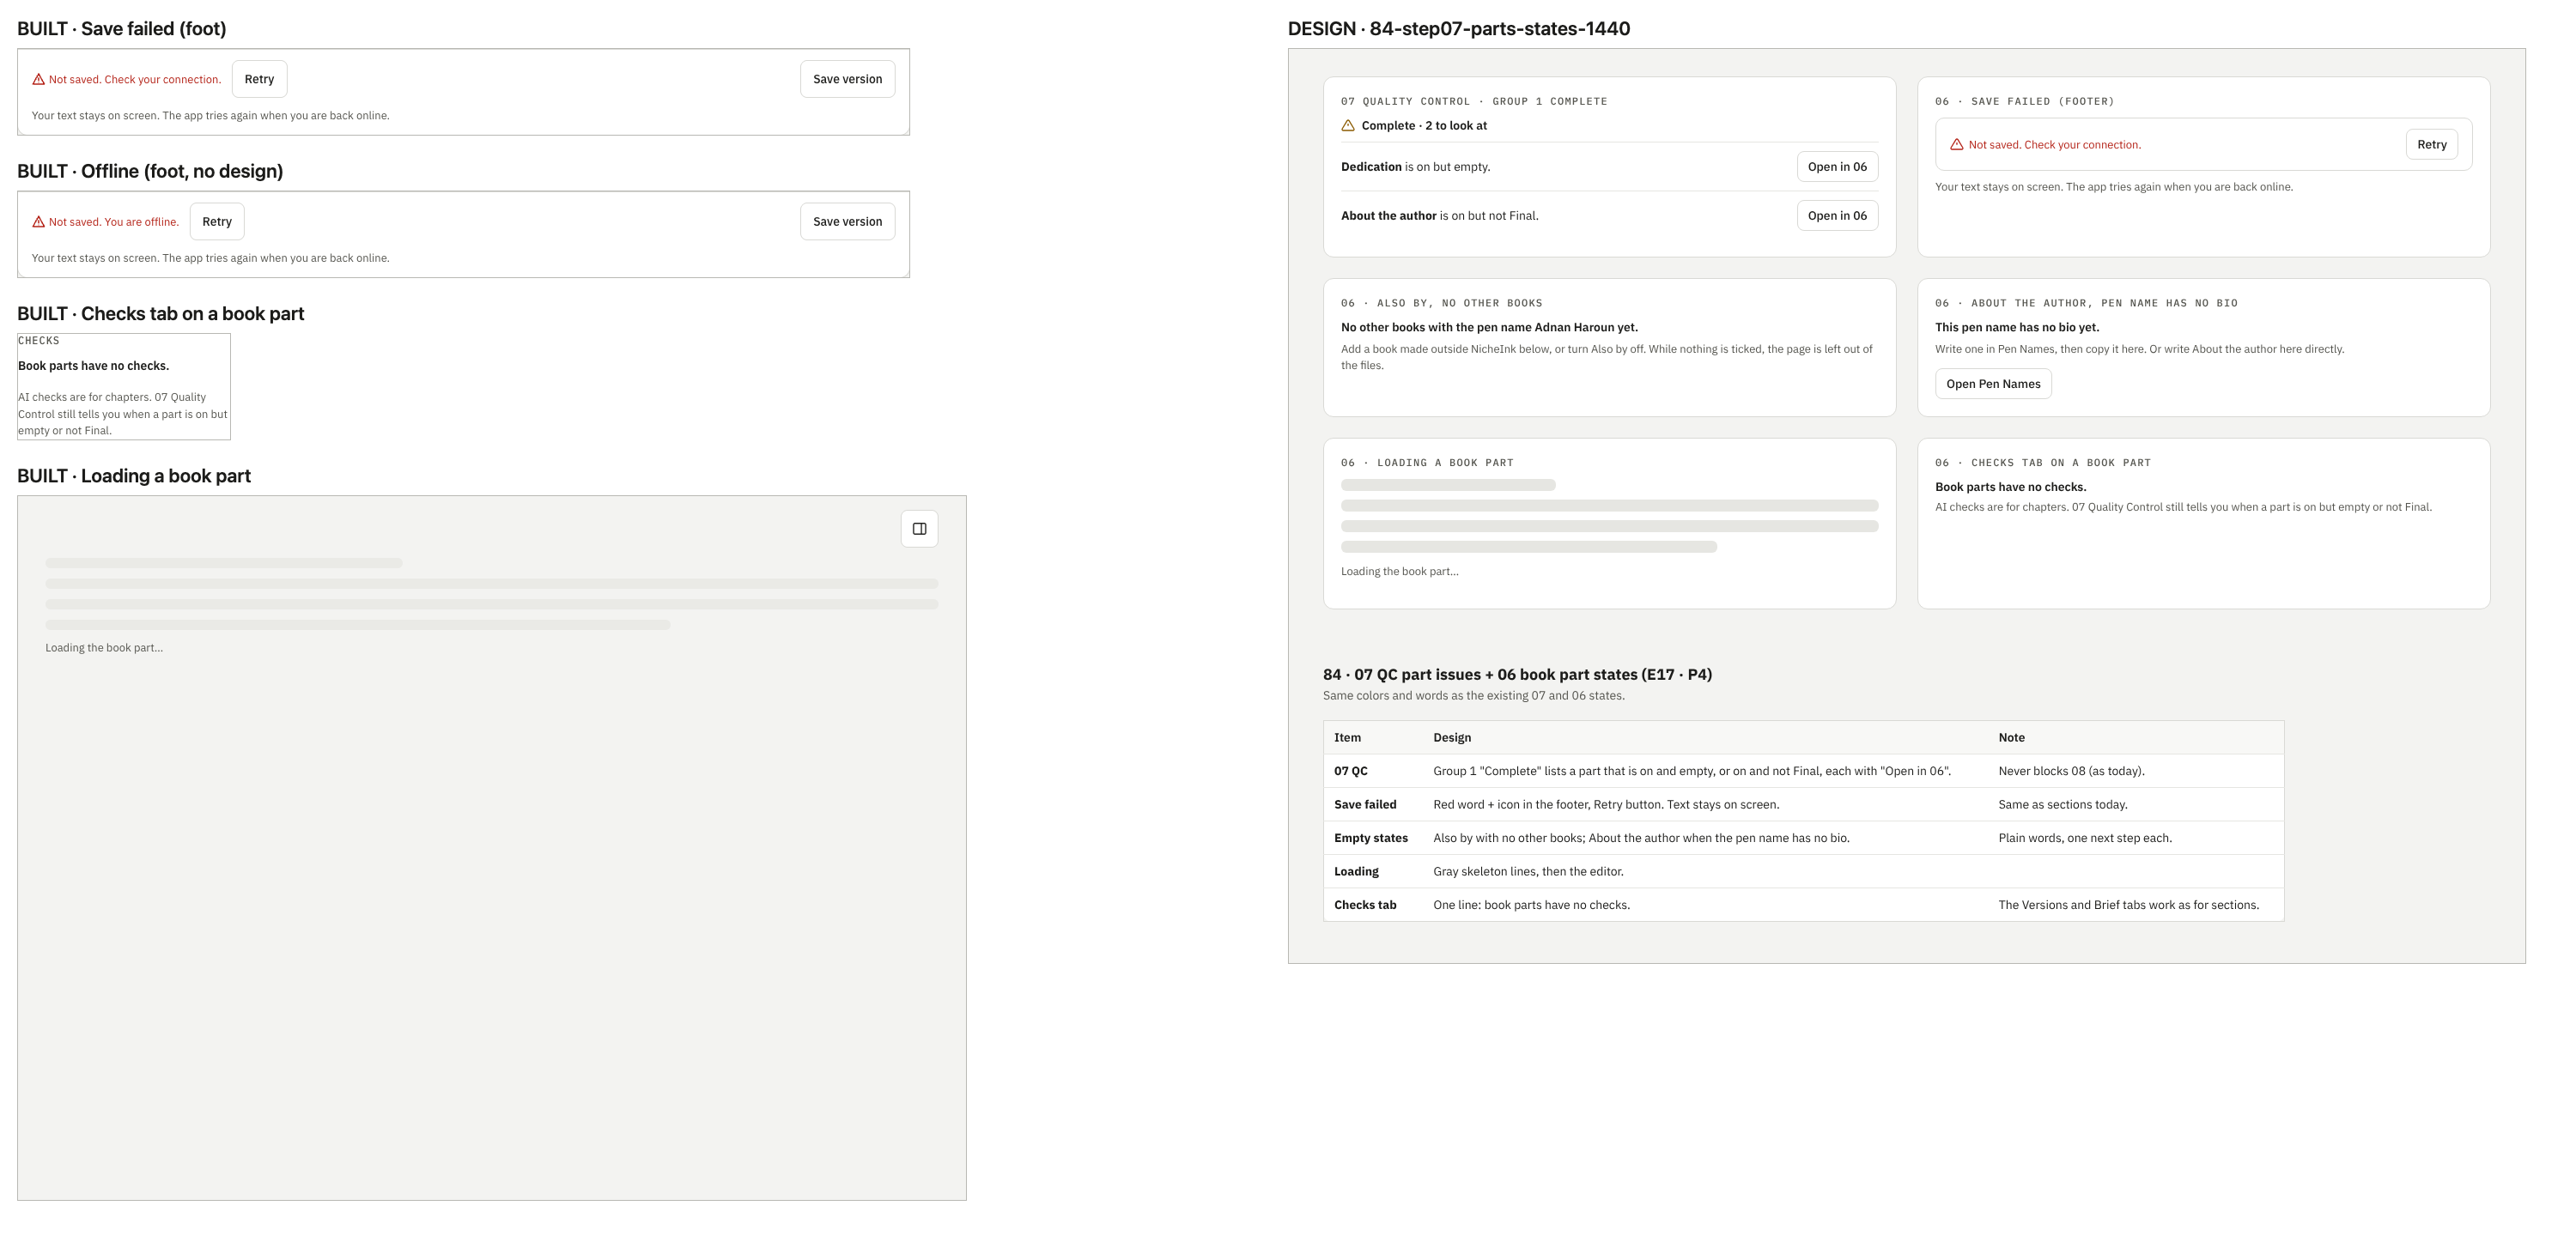 BUILT · Save failed (foot)
Not saved. Check your connection.
Retry
Save version
Your text stays on screen. The app tries again when you are back online.
BUILT · Offline (foot, no design)
Not saved. You are offline.
Retry
Save version
Your text stays on screen. The app tries again when you are back online.
BUILT · Checks tab on a book part
CHECKS
Book parts have no checks.
AI checks are for chapters. 07 Quality
Control still tells you when a part is on but
empty or not Final.
BUILT · Loading a book part
Loading the book part...
DESIGN · 84-step07-parts-states-1440
07 QUALITY CONTROL · GROUP 1 COMPLETE
Complete · 2 to look at
Dedication is on but empty.
Open in 06
About the author is on but not Final.
Open in 06
06 · SAVE FAILED (FOOTER)
Not saved. Check your connection.
Retry
Your text stays on screen. The app tries again when you are back online.
06 · ALSO BY, NO OTHER BOOKS
No other books with the pen name Adnan Haroun yet.
Add a book made outside NicheInk below, or turn Also by off. While nothing is ticked, the page is left out of
the files.
06 · ABOUT THE AUTHOR, PEN NAME HAS NO BIO
This pen name has no bio yet.
Write one in Pen Names, then copy it here. Or write About the author here directly.
Open Pen Names
06 · LOADING A BOOK PART
Loading the book part...
06 · CHECKS TAB ON A BOOK PART
Book parts have no checks.
AI checks are for chapters. 07 Quality Control still tells you when a part is on but empty or not Final.
84 · 07 QC part issues + 06 book part states (E17 · P4)
Same colors and words as the existing 07 and 06 states.
Item Design Note
07 QC Group 1 "Complete" lists a part that is on and empty, or on and not Final, each with "Open in 06". Never blocks 08 (as today).
Save failed Red word + icon in the footer, Retry button. Text stays on screen. Same as sections today.
Empty states Also by with no other books; About the author when the pen name has no bio. Plain words, one next step each.
Loading Gray skeleton lines, then the editor.
Checks tab One line: book parts have no checks. The Versions and Brief tabs work as for sections.